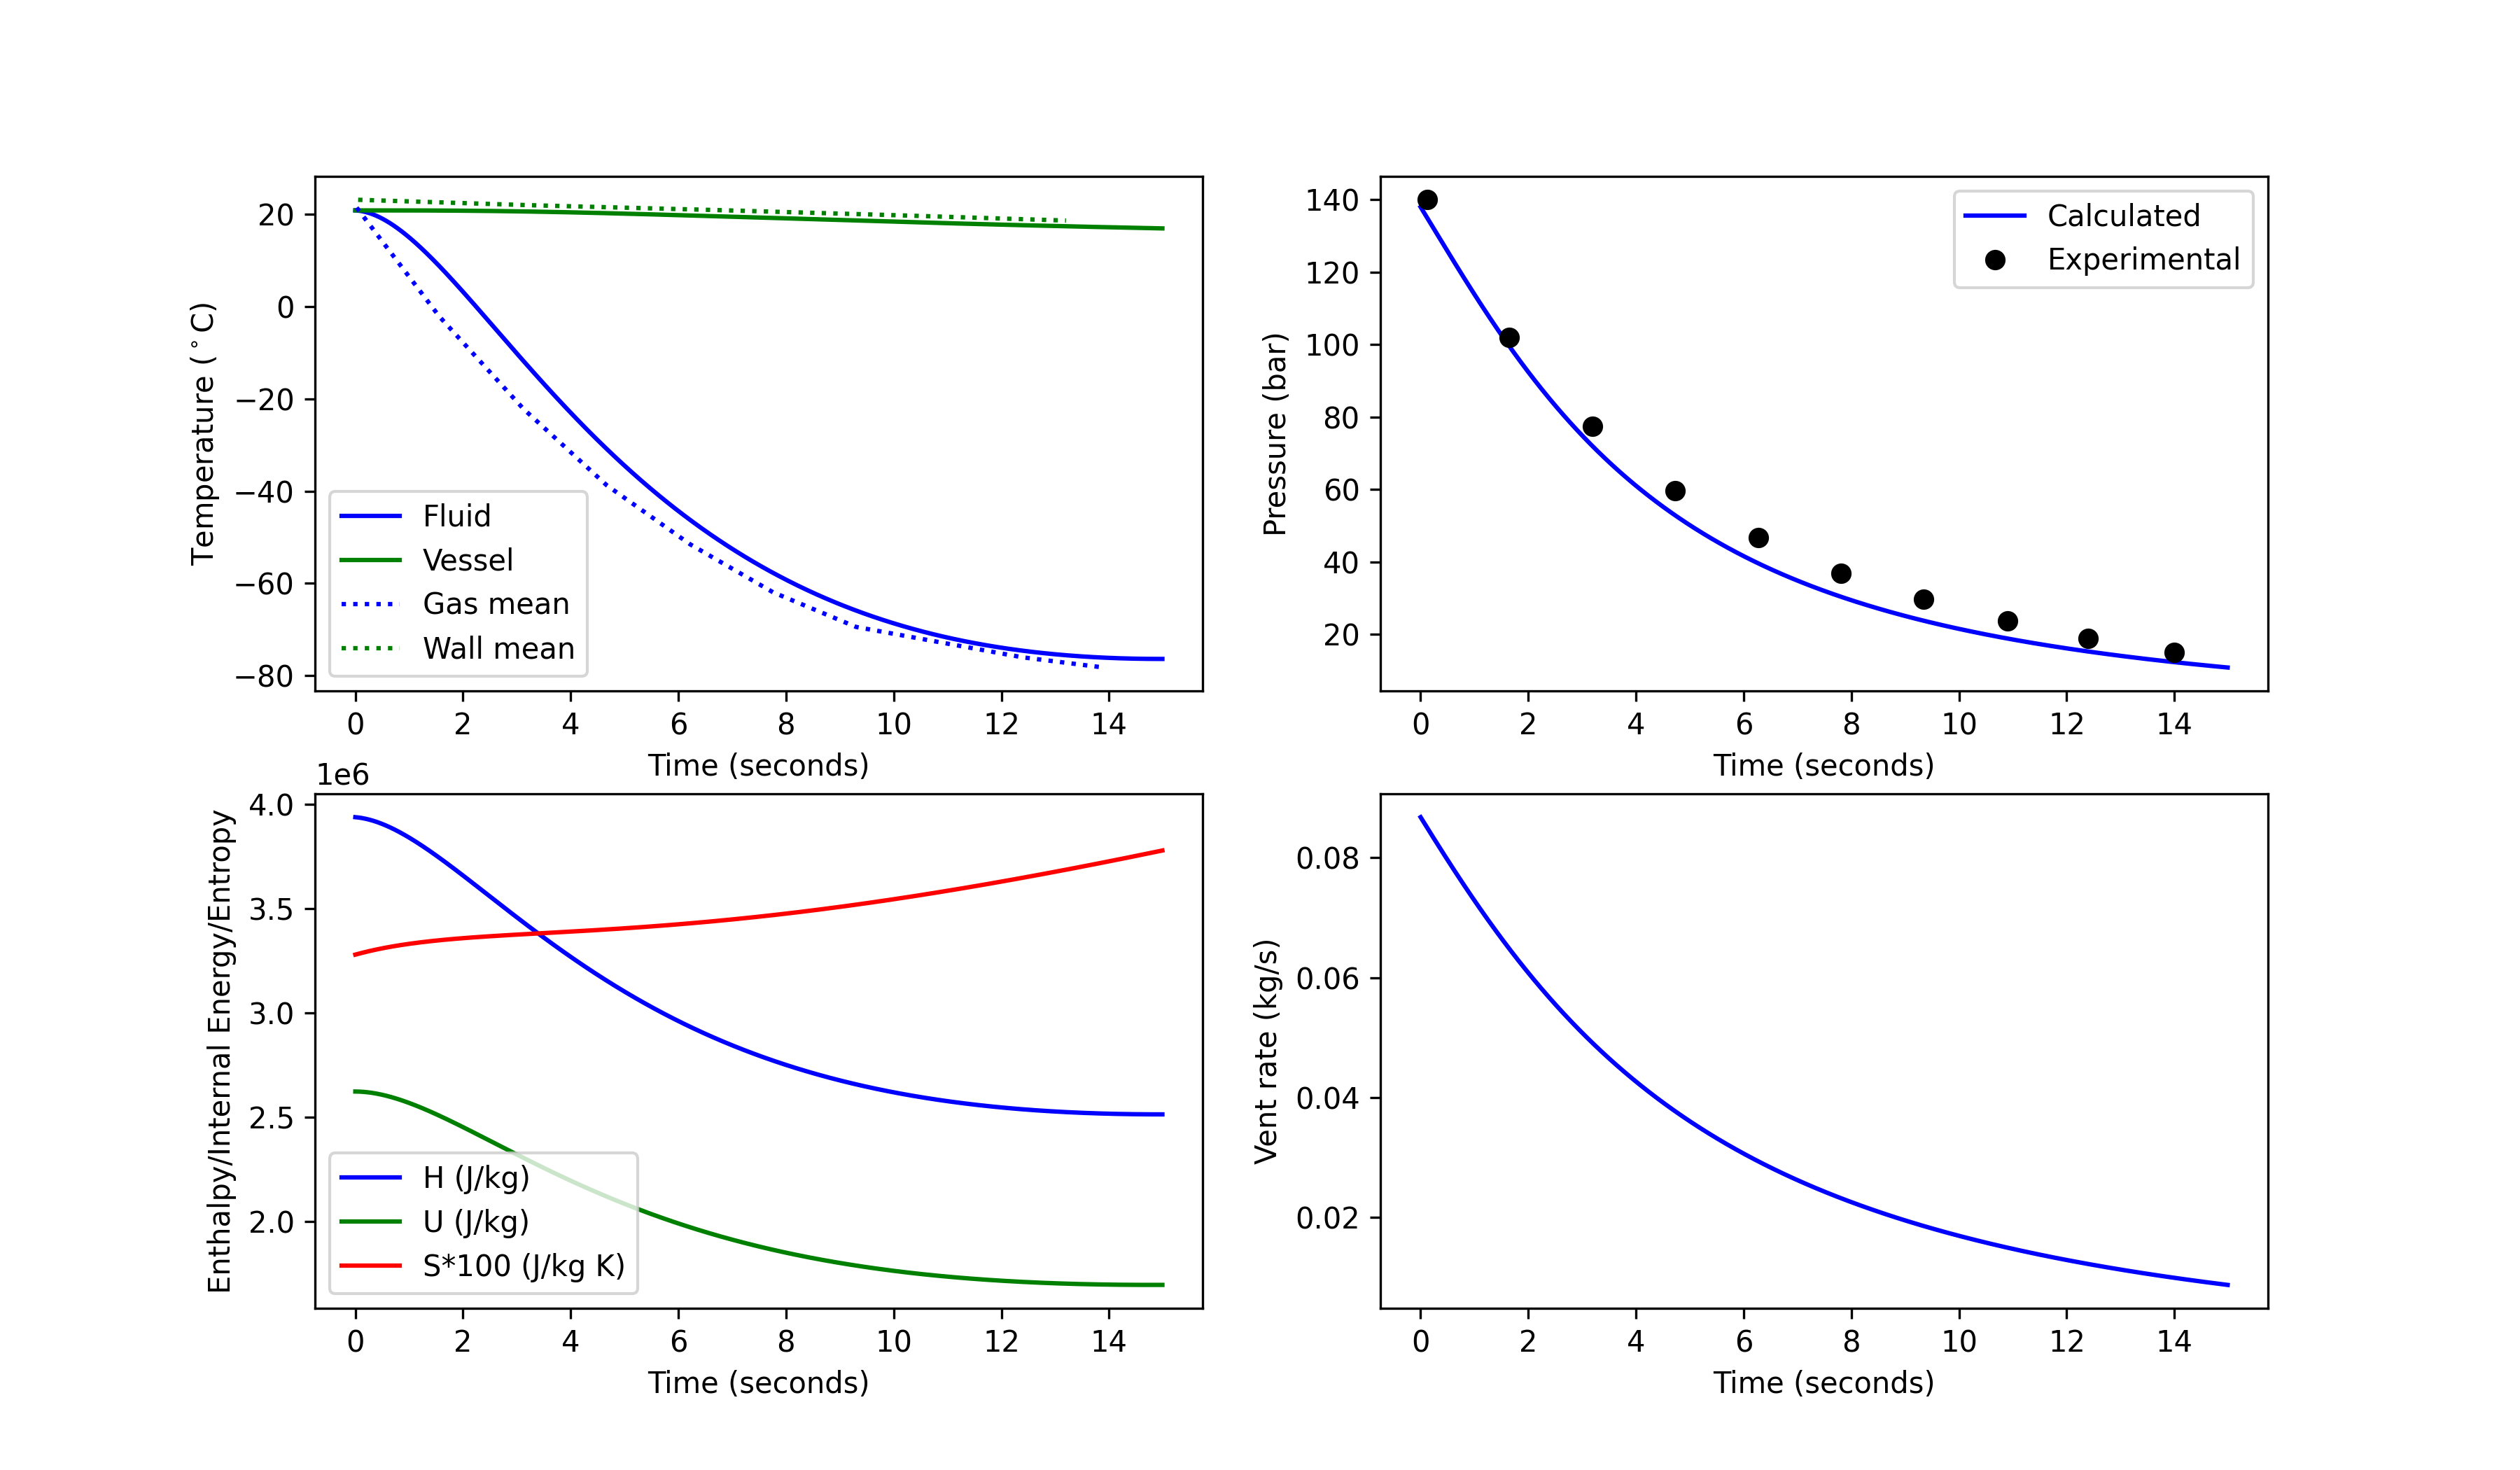 20
0
−20
−40
−60
−80
Temperature (°C)
Fluid
Vessel
Gas mean
Wall mean
0 2 4 6 8 10 12 14
Time (seconds)
140
120
100
80
60
40
20
Pressure (bar)
Calculated
Experimental
0 2 4 6 8 10 12 14
Time (seconds)
1e6
4.0
3.5
3.0
2.5
2.0
Enthalpy/Internal Energy/Entropy
H (J/kg)
U (J/kg)
S*100 (J/kg K)
0 2 4 6 8 10 12 14
Time (seconds)
0.08
0.06
0.04
0.02
Vent rate (kg/s)
0 2 4 6 8 10 12 14
Time (seconds)